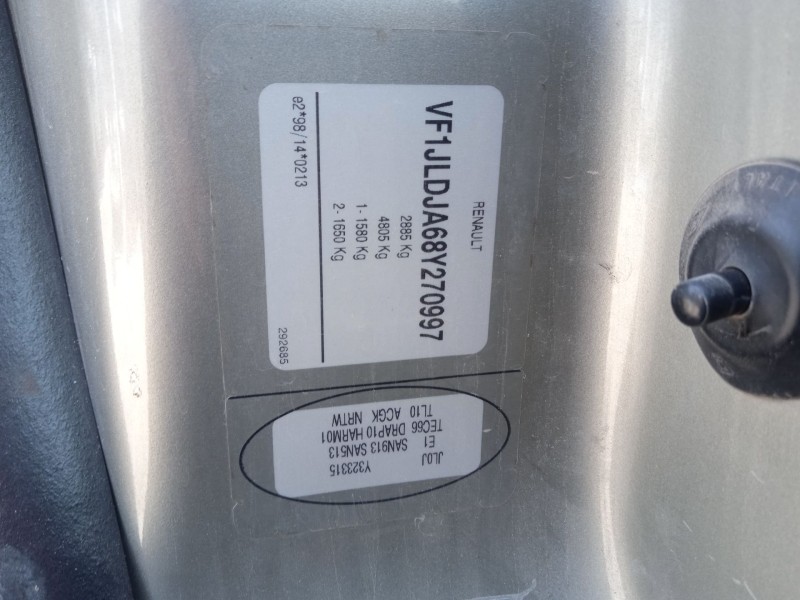 RENAULT
VF1JLDJA68Y270997
2885 Kg
4805 Kg
1- 1580 Kg
2- 1650 Kg
e2*98/14*0213
292685
JL0J
E1
TEC66 DRAP10 HARM01
TL10 ACGK NRTW
SAN913 SAN513
Y323315